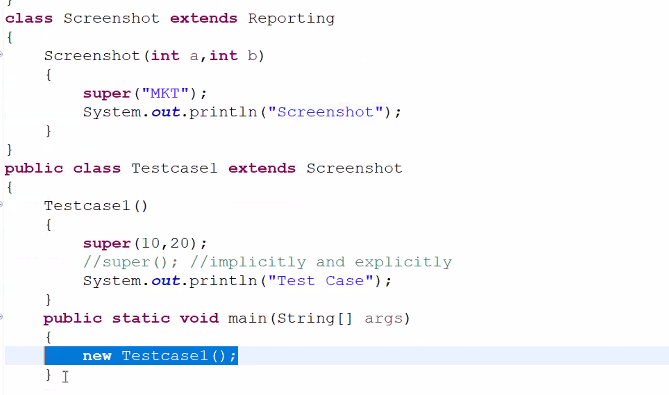 }
class Screenshot extends Reporting
{
    Screenshot(int a,int b)
    {
        super("MKT");
        System.out.println("Screenshot");
    }
}
public class Testcase1 extends Screenshot
{
    Testcase1()
    {
        super(10,20);
        //super(); //implicitly and explicitly
        System.out.println("Test Case");
    }
    public static void main(String[] args)
    {
        new Testcase1();
    }